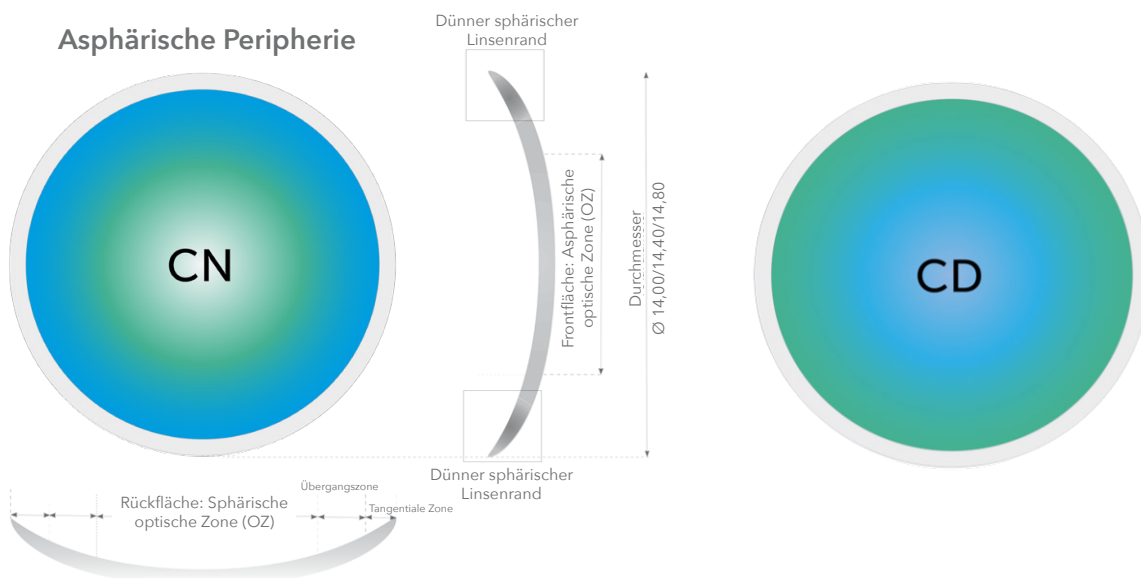 Asphärische Peripherie
Dünner sphärischer
Linsenrand
CN
Frontfläche: Asphärische
optische Zone (OZ)
Durchmesser
Ø 14,00/14,40/14,80
CD
Dünner sphärischer
Linsenrand
Rückfläche: Sphärische
optische Zone (OZ)
Übergangszone
Tangentiale Zone